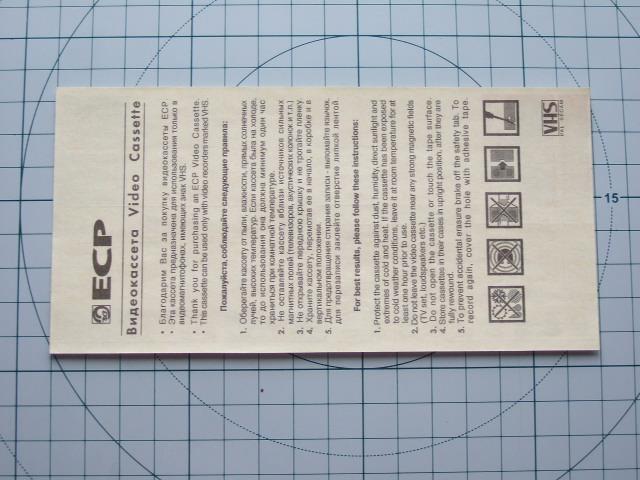 ECP
Видеокассета Video Cassette
• Благодарим Вас за покупку видеокассеты ECP
• Эта кассета предназначена для использования только в
видеомагнитофонах, имеющих знак VHS.
• Thank you for purchasing an ECP Video Cassette.
• This cassette can be used only with video recorders marked VHS.
Пожалуйста, соблюдайте следующие правила:
1. Оберегайте кассету от пыли, влажности, прямых солнечных
лучей, высоких температур. Если кассета была на холоде,
то до использования она должна минимум один час
храниться при комнатной температуре.
2. Не оставляйте кассету вблизи источников сильных
магнитных полей (телевизоров, акустических колонок и т.п.)
3. Не открывайте переднюю крышку и не трогайте пленку.
4. Храните кассету, перемотав ее в начало, в коробке и в
вертикальном положении.
5. Для предотвращения стирания записи - выломайте язычок,
для перезаписи заклейте отверстие липкой лентой.
For best results, please follow these instructions:
1. Protect the cassette against dust, humidity, direct sunlight and
extremes of cold and heat. If the cassette has been exposed
to cold weather conditions, leave it at room temperature for at
least one hour prior to use.
2. Do not leave the video cassette near any strong magnetic fields
(TV set, loudspeakers etc.)
3. Do not open the cassette or touch the tape surface.
4. Store cassettes in their cases in upright position, after they are
fully rewound.
5. To prevent accidental erasure brake off the safety tab. To
record again, cover the hole with adhesive tape.
VHS
PAL SECAM
15